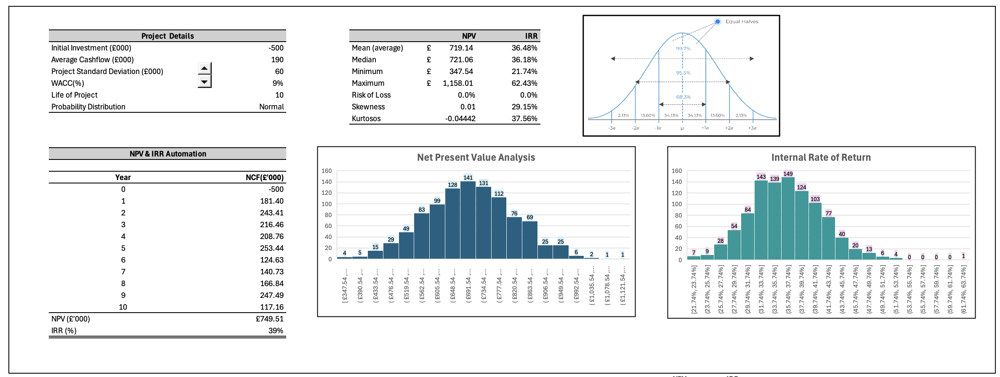 Project Details
Initial Investment (£000) -500
Average Cashflow (£000) 190
Project Standard Deviation (£000) 60
WACC(%) 9%
Life of Project 10
Probability Distribution Normal
NPV IRR
Mean (average) £ 719.14 36.48%
Median £ 721.06 36.18%
Minimum £ 347.54 21.74%
Maximum £ 1,158.01 62.43%
Risk of Loss 0.0% 0.0%
Skewness 0.01 29.15%
Kurtosos -0.04442 37.56%
Equal Halves
99.7%
95.5%
68.3%
2.13% 13.60% 34.13% 34.13% 13.60% 2.13%
-3σ -2σ -1σ μ +1σ +2σ +3σ
NPV & IRR Automation
Year NCF(£'000)
0 -500
1 181.40
2 243.41
3 216.46
4 208.76
5 253.44
6 124.63
7 140.73
8 166.84
9 247.49
10 117.16
NPV (£'000) £749.51
IRR (%) 39%
Net Present Value Analysis
160
140
120
100
80
60
40
20
0
4 5 15 29 49 83 99 128 141 131 112 76 69 25 25 6 2 1 1
[ £347.54 ,...
( £390.54 ,...
( £433.54 ,...
( £476.54 ,...
( £519.54 ,...
( £562.54 ,...
( £605.54 ,...
( £648.54 ,...
( £691.54 ,...
( £734.54 ,...
( £777.54 ,...
( £820.54 ,...
( £863.54 ,...
( £906.54 ,...
( £949.54 ,...
( £992.54 ,...
( £1,035.54 ,...
( £1,078.54 ,...
( £1,121.54 ,...
Internal Rate of Return
160
140
120
100
80
60
40
20
0
7 9 28 54 84 143 139 149 124 103 77 40 20 13 6 4 0 0 0 0 1
[21.74%, 23.74%]
(23.74%, 25.74%]
(25.74%, 27.74%]
(27.74%, 29.74%]
(29.74%, 31.74%]
(31.74%, 33.74%]
(33.74%, 35.74%]
(35.74%, 37.74%]
(37.74%, 39.74%]
(39.74%, 41.74%]
(41.74%, 43.74%]
(43.74%, 45.74%]
(45.74%, 47.74%]
(47.74%, 49.74%]
(49.74%, 51.74%]
(51.74%, 53.74%]
(53.74%, 55.74%]
(55.74%, 57.74%]
(57.74%, 59.74%]
(59.74%, 61.74%]
(61.74%, 63.74%]